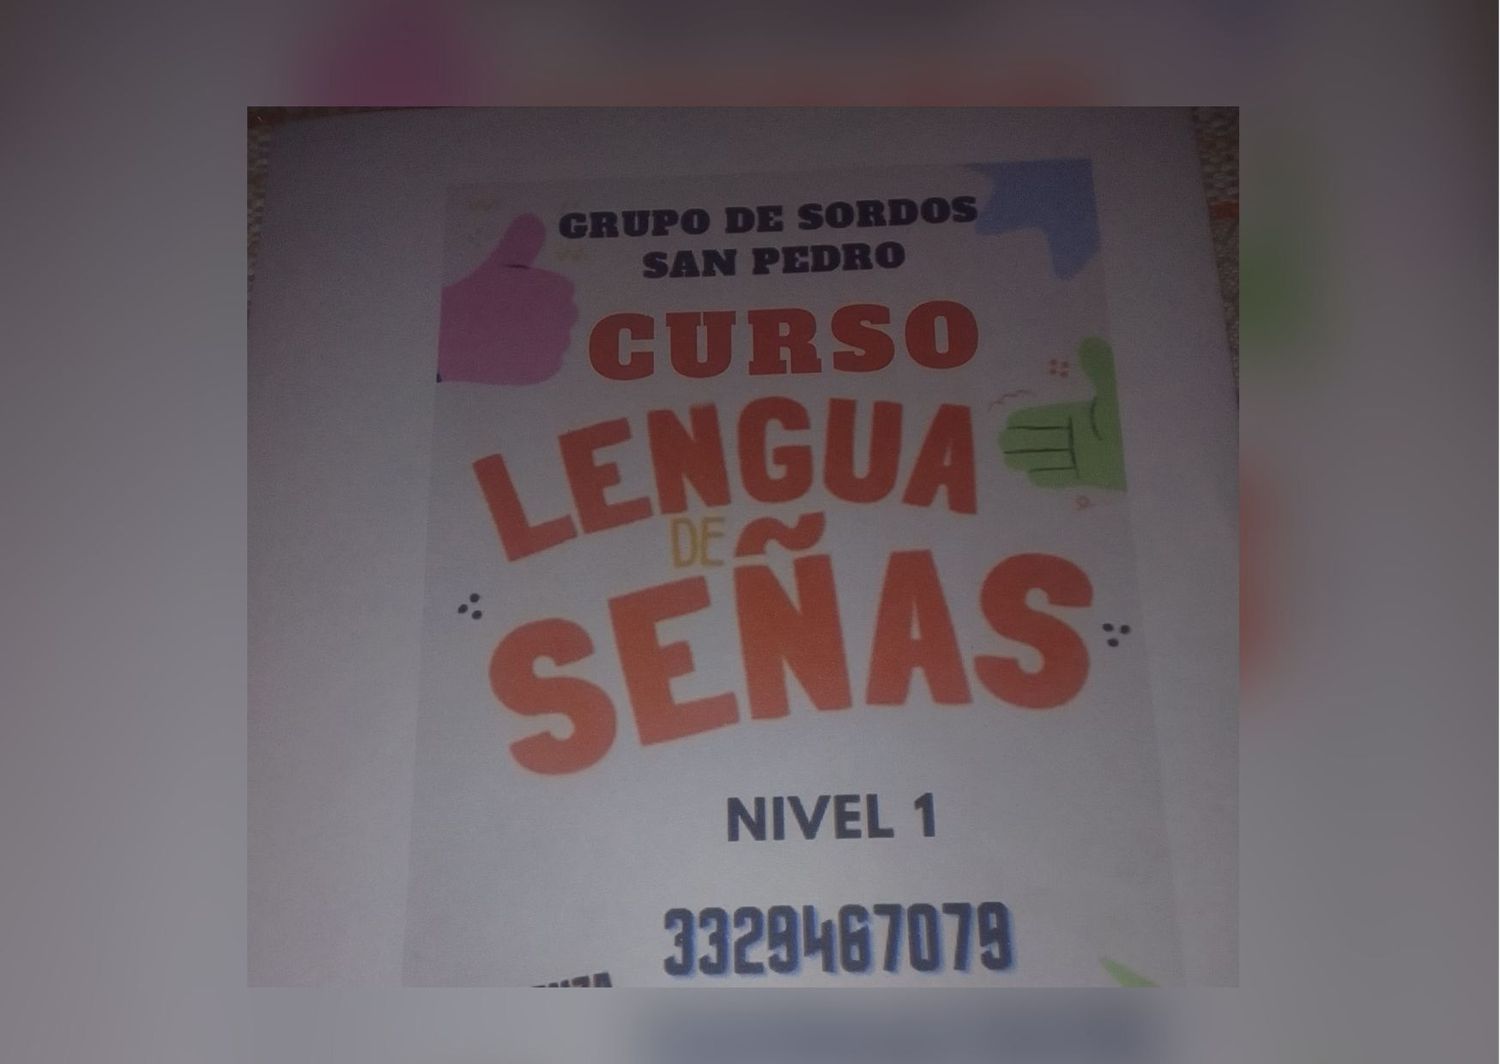 GRUPO DE SORDOS
SAN PEDRO
CURSO
LENGUA
DE
SEÑAS
NIVEL 1
3329467079